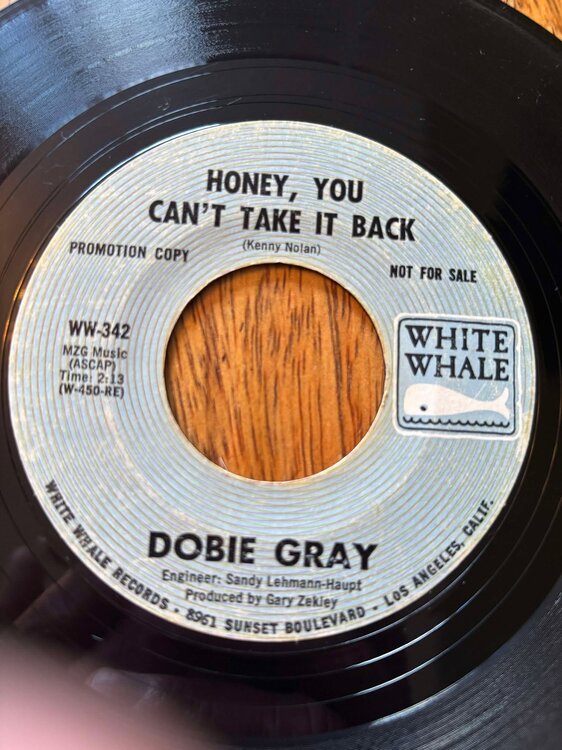 HONEY, YOU
CAN'T TAKE IT BACK
(Kenny Nolan)
PROMOTION COPY
NOT FOR SALE
WW-342
MZG Music
(ASCAP)
Time: 2:13
(W-450-RE)
WHITE
WHALE
DOBIE GRAY
Engineer: Sandy Lehmann-Haupt
Produced by Gary Zekley
WHITE WHALE RECORDS • 8961 SUNSET BOULEVARD • LOS ANGELES, CALIF.